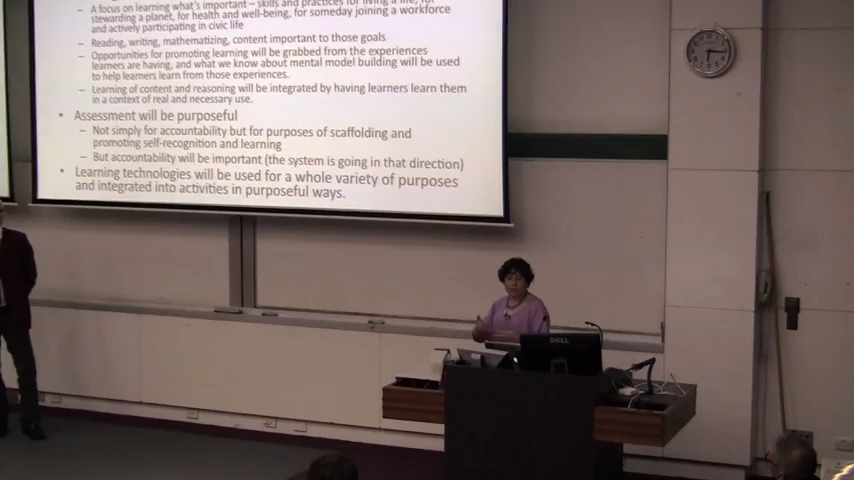 – A focus on learning what's important – skills and practices for living a life, for
stewarding a planet, for health and well-being, for someday joining a workforce
and actively participating in civic life
– Reading, writing, mathematizing, content important to those goals
– Opportunities for promoting learning will be grabbed from the experiences
learners are having, and what we know about mental model building will be used
to help learners learn from those experiences.
– Learning of content and reasoning will be integrated by having learners learn them
in a context of real and necessary use.
• Assessment will be purposeful
– Not simply for accountability but for purposes of scaffolding and
promoting self-recognition and learning
– But accountability will be important (the system is going in that direction)
• Learning technologies will be used for a whole variety of purposes
and integrated into activities in purposeful ways.
DELL